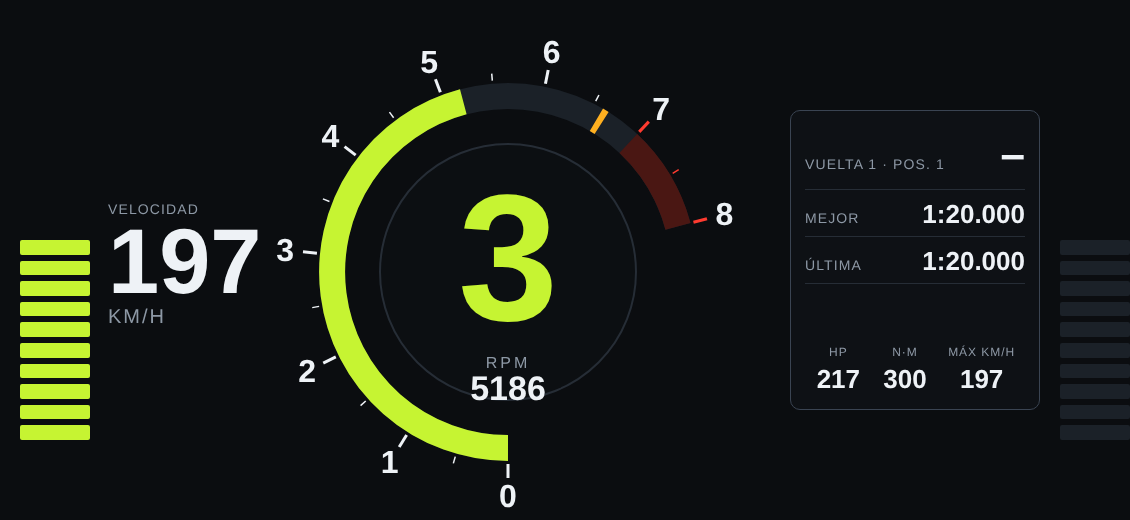 VELOCIDAD
197
KM/H
0
1
2
3
4
5
6
7
8
3
RPM
5186
VUELTA 1 · POS. 1 –
MEJOR 1:20.000
ÚLTIMA 1:20.000
HP N·M MÁX KM/H
217 300 197